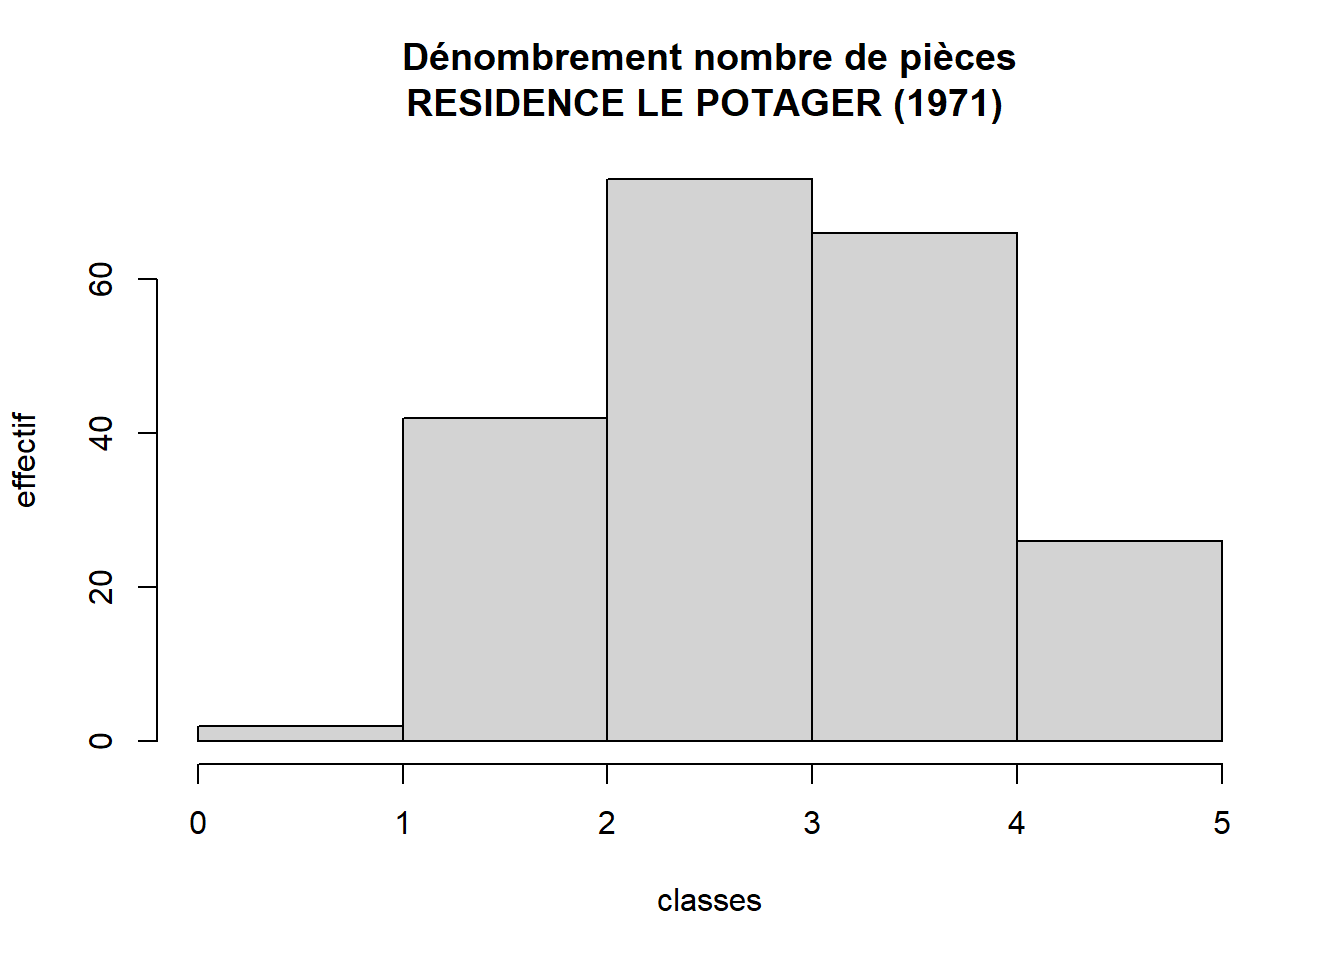 Dénombrement nombre de pièces
RESIDENCE LE POTAGER (1971)
60
40
20
0
effectif
0 1 2 3 4 5
classes